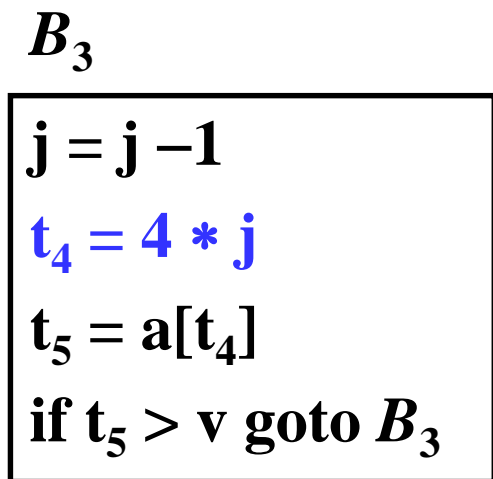 B₃
j = j –1
t₄ = 4 * j
t₅ = a[t₄]
if t₅ > v goto B₃